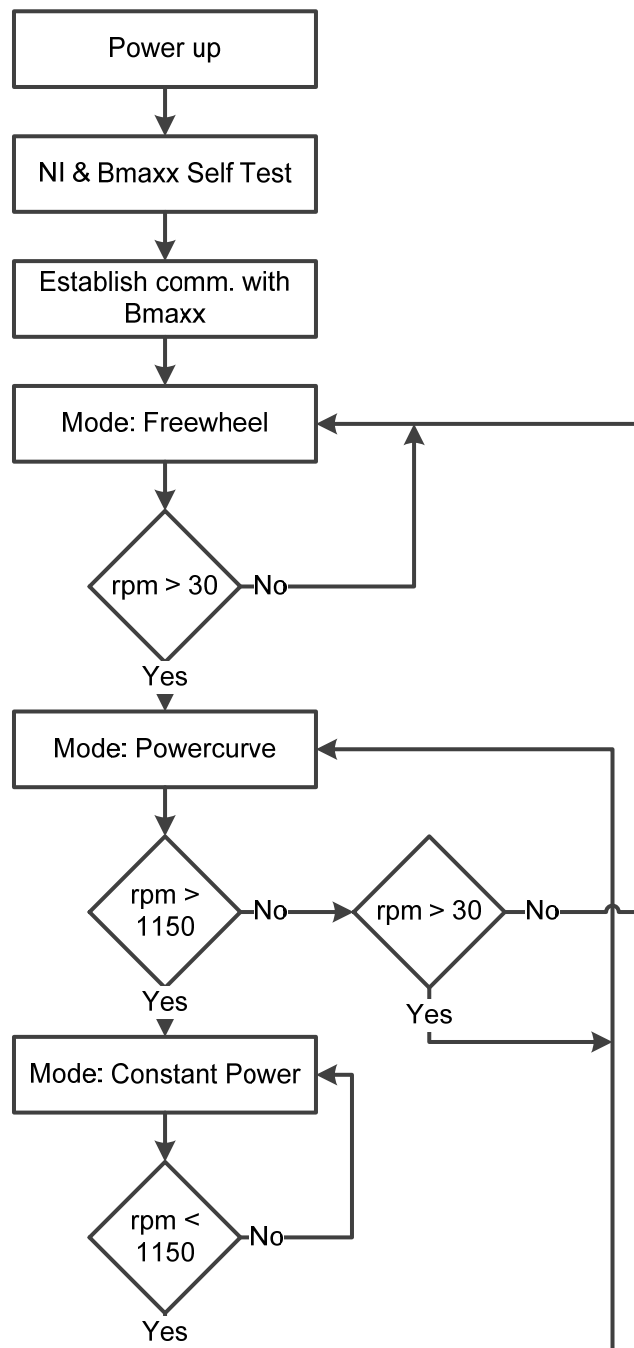 Power up
NI & Bmaxx Self Test
Establish comm. with
Bmaxx
Mode: Freewheel
rpm > 30
No
Yes
Mode: Powercurve
rpm >
1150
No
rpm > 30
No
Yes
Yes
Mode: Constant Power
rpm <
1150
No
Yes